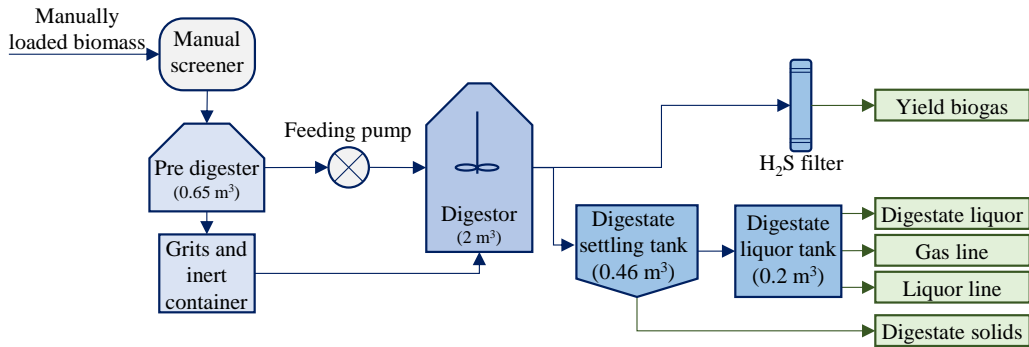 Manually
loaded biomass
Manual
screener
Pre digester
(0.65 m³)
Grits and
inert
container
Feeding pump
Digestor
(2 m³)
H₂S filter
Yield biogas
Digestate
settling tank
(0.46 m³)
Digestate
liquor tank
(0.2 m³)
Digestate liquor
Gas line
Liquor line
Digestate solids